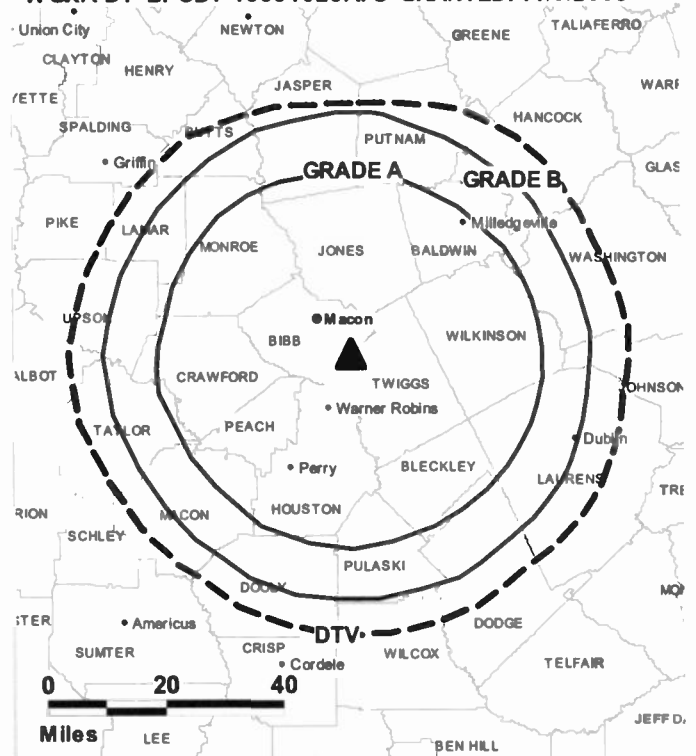 Union City
NEWTON
GREENE
TALIAFERRO
CLAYTON
HENRY
JASPER
HANCOCK
SPALDING
BUTTS
PUTNAM
Griffin
GRADE A
GRADE B
PIKE
LAMAR
MONROE
JONES
BALDWIN
Milledgeville
WASHINGTON
UPSON
Macon
BIBB
WILKINSON
CRAWFORD
TWIGGS
JOHNSON
Warner Robins
PEACH
TAYLOR
Dublin
Perry
BLECKLEY
LAURENS
MACON
HOUSTON
SCHLEY
PULASKI
DOOLY
Americus
DTV
DODGE
SUMTER
CRISP
WILCOX
Cordele
TELFAIR
0 20 40
Miles
LEE
BEN HILL